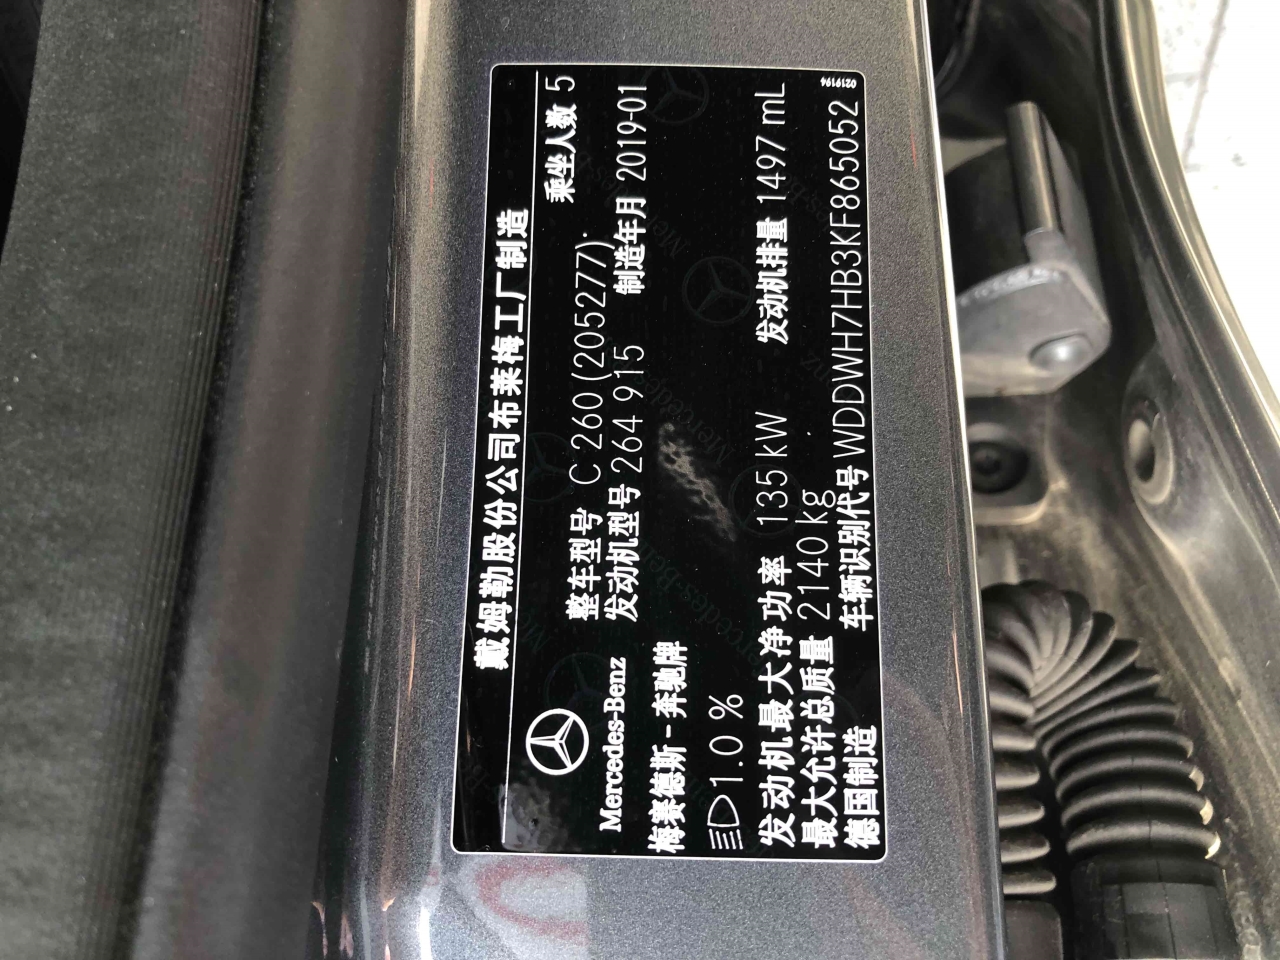 戴姆勒股份公司布莱梅工厂制造
乘坐人数 5
整车型号 C 260 (205277)
发动机型号 264 915 制造年月 2019-01
Mercedes-Benz
梅赛德斯-奔驰牌
1.0 %
发动机最大净功率 135 kW 发动机排量 1497 mL
最大允许总质量 2140 kg
德国制造 车辆识别代号 WDDWH7HB3KF865052
0219194